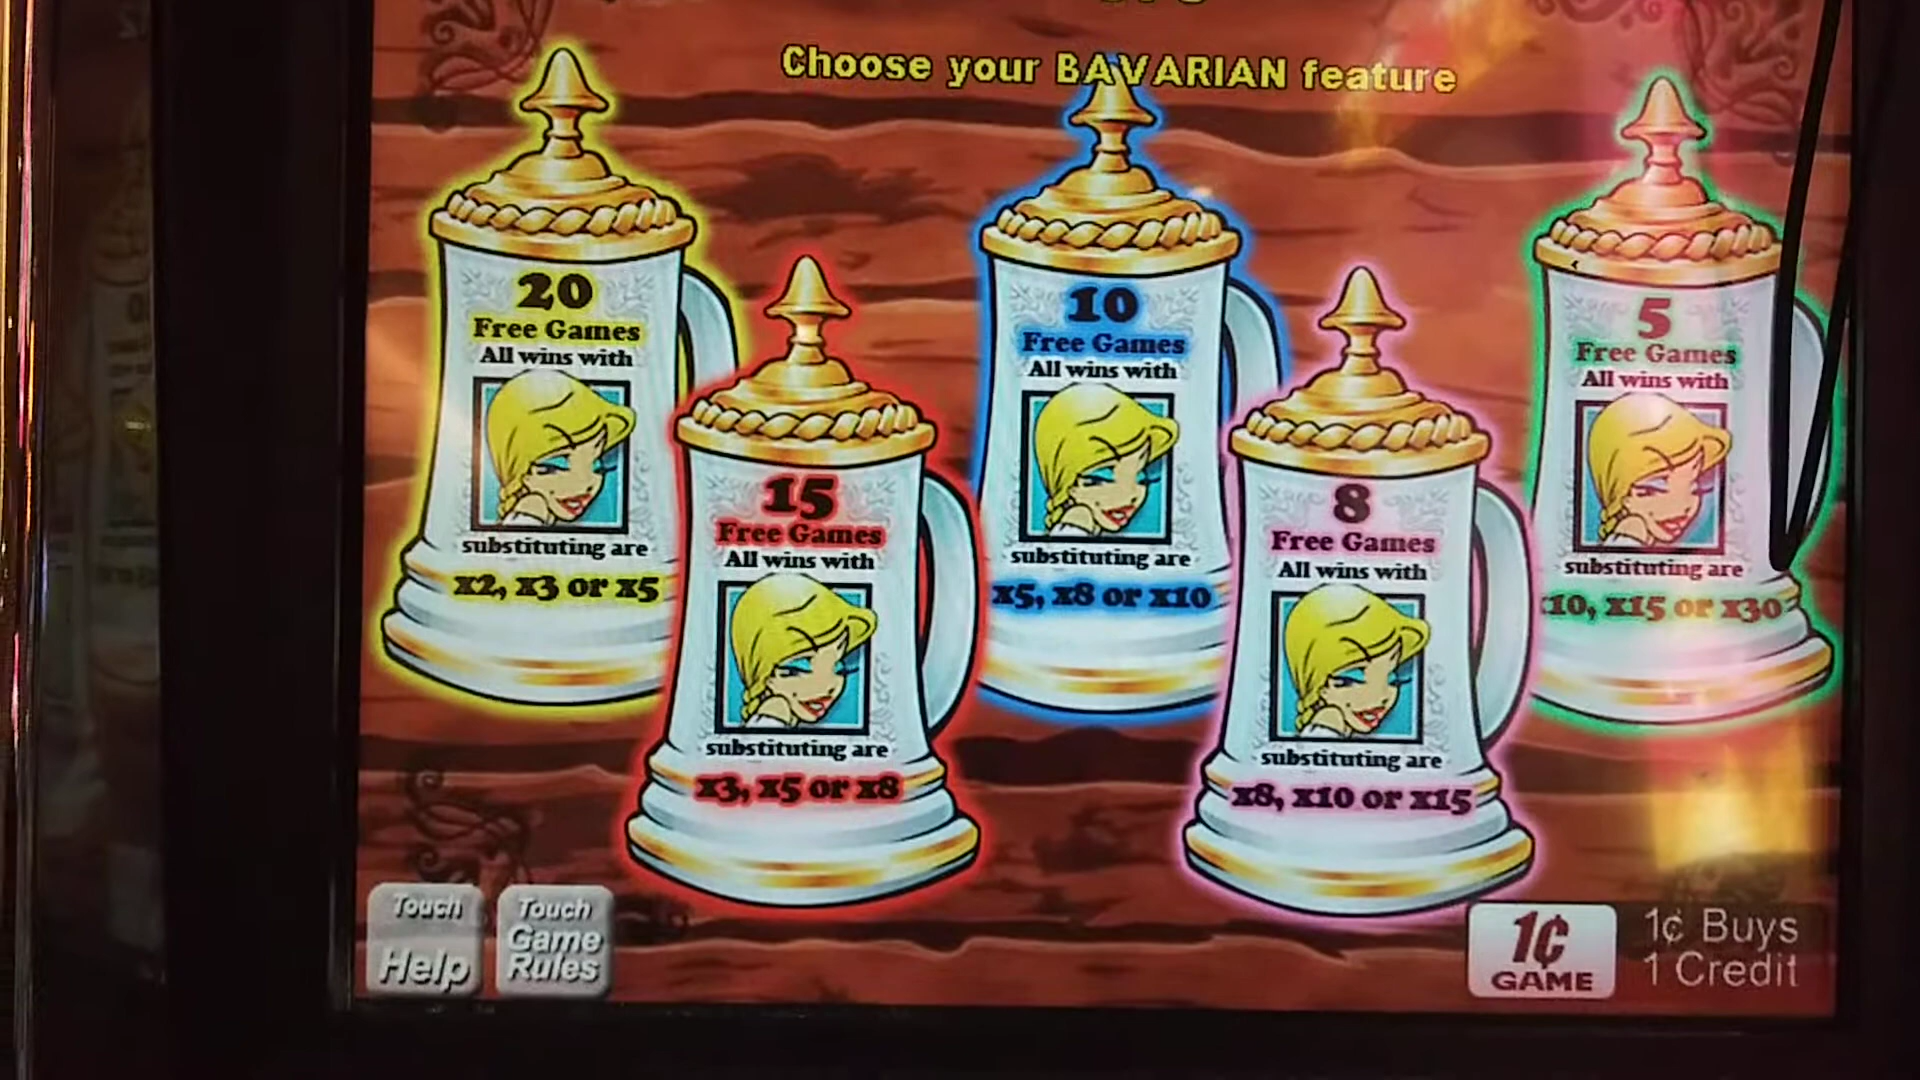 Choose your BAVARIAN feature
20
Free Games
All wins with
substituting are
x2, x3 or x5
15
Free Games
All wins with
substituting are
x3, x5 or x8
10
Free Games
All wins with
substituting are
x5, x8 or x10
8
Free Games
All wins with
substituting are
x8, x10 or x15
5
Free Games
All wins with
substituting are
x10, x15 or x30
Touch
Help
Touch
Game
Rules
1¢
GAME
1¢ Buys
1 Credit